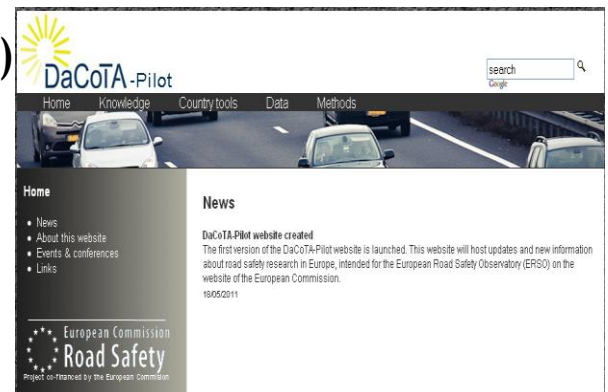 )
DaCoTA -Pilot
search
Google
Home Knowledge Country tools Data Methods
Home
• News
• About this website
• Events & conferences
• Links
European Commission
Road Safety
Project co-financed by the European Commission
News
DaCoTA-Pilot website created
The first version of the DaCoTA-Pilot website is launched. This website will host updates and new information
about road safety research in Europe, intended for the European Road Safety Observatory (ERSO) on the
website of the European Commission.
18/05/2011